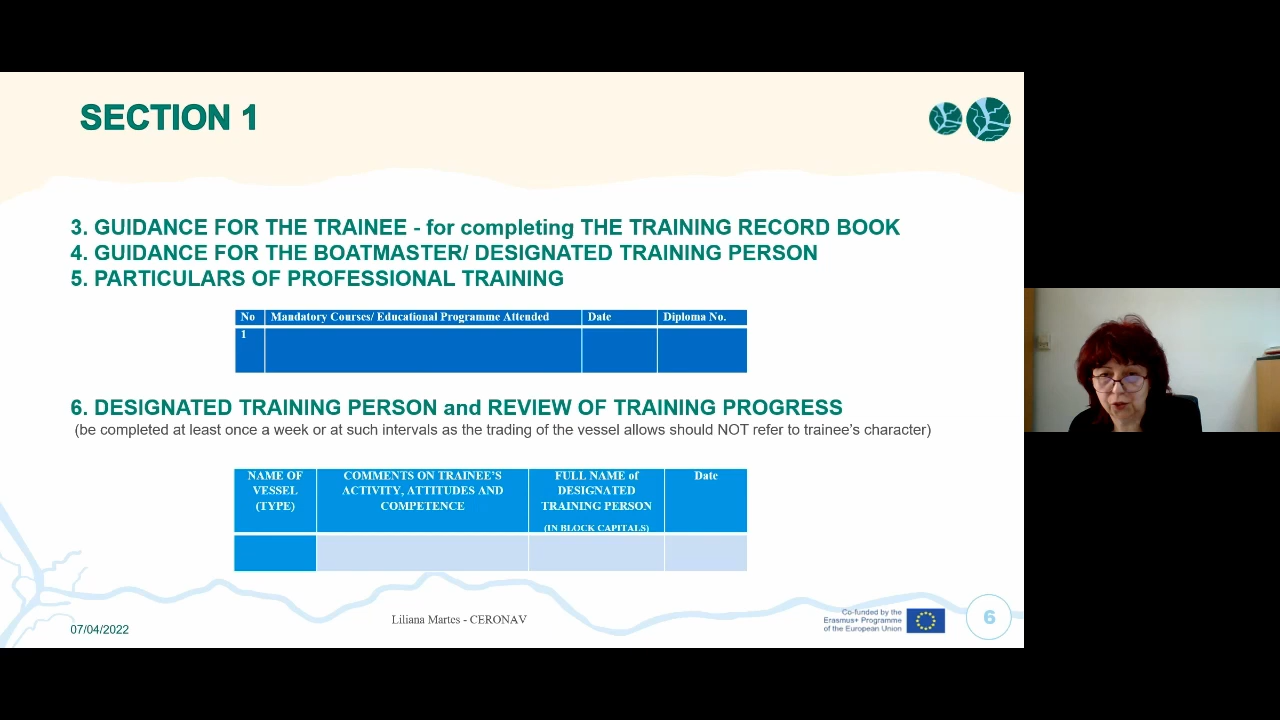 SECTION 1
3. GUIDANCE FOR THE TRAINEE - for completing THE TRAINING RECORD BOOK
4. GUIDANCE FOR THE BOATMASTER/ DESIGNATED TRAINING PERSON
5. PARTICULARS OF PROFESSIONAL TRAINING
No Mandatory Courses/ Educational Programme Attended Date Diploma No.
1
6. DESIGNATED TRAINING PERSON and REVIEW OF TRAINING PROGRESS
(be completed at least once a week or at such intervals as the trading of the vessel allows should NOT refer to trainee's character)
NAME OF VESSEL (TYPE) COMMENTS ON TRAINEE'S ACTIVITY, ATTITUDES AND COMPETENCE FULL NAME of DESIGNATED TRAINING PERSON (IN BLOCK CAPITALS) Date
07/04/2022
Liliana Martes - CERONAV
Co-funded by the
Erasmus+ Programme
of the European Union
6